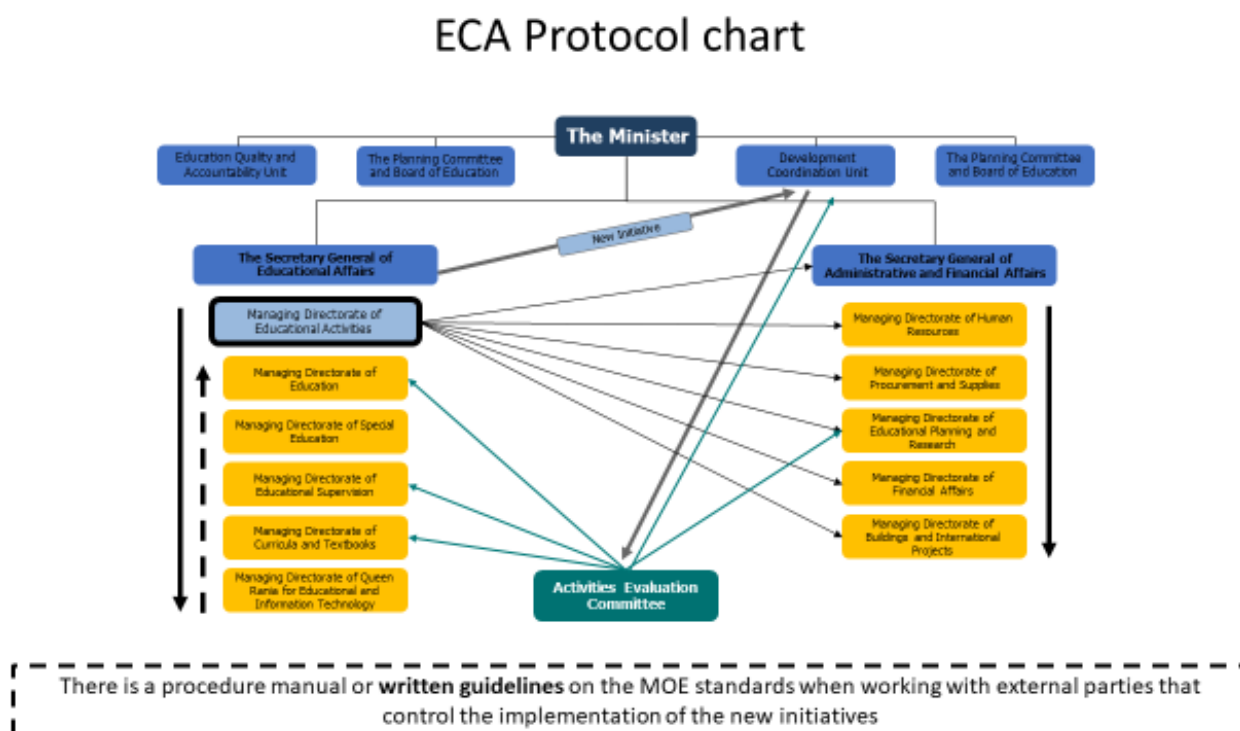 ECA Protocol chart
The Minister
Education Quality and
Accountability Unit
The Planning Committee
and Board of Education
Development
Coordination Unit
The Planning Committee
and Board of Education
New Initiative
The Secretary General of
Educational Affairs
The Secretary General of
Administrative and Financial Affairs
Managing Directorate of
Educational Activities
Managing Directorate of
Education
Managing Directorate of Special
Education
Managing Directorate of
Educational Supervision
Managing Directorate of
Curricula and Textbooks
Managing Directorate of Queen
Rania for Educational and
Information Technology
Managing Directorate of Human
Resources
Managing Directorate of
Procurement and Supplies
Managing Directorate of
Educational Planning and
Research
Managing Directorate of
Financial Affairs
Managing Directorate of
Buildings and International
Projects
Activities Evaluation
Committee
There is a procedure manual or written guidelines on the MOE standards when working with external parties that
control the implementation of the new initiatives